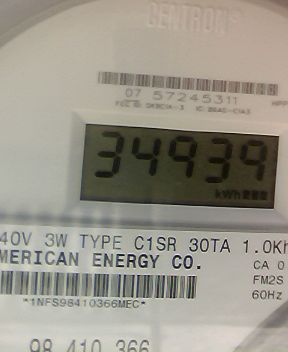 CENTRON®
07 57245311
34939
kWh
40V 3W TYPE C1SR 30TA 1.0Kh
MERICAN ENERGY CO.
CA 0
FM2S
60Hz
*1NFS98410366MEC*
98 410 366